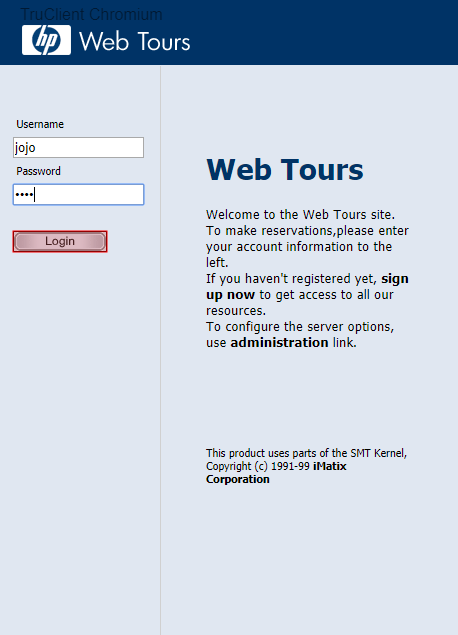 TruClient Chromium
hp Web Tours
Username
jojo
Password
••••
Login
Web Tours
Welcome to the Web Tours site.
To make reservations,please enter
your account information to the
left.
If you haven't registered yet, sign
up now to get access to all our
resources.
To configure the server options,
use administration link.
This product uses parts of the SMT Kernel,
Copyright (c) 1991-99 iMatix
Corporation